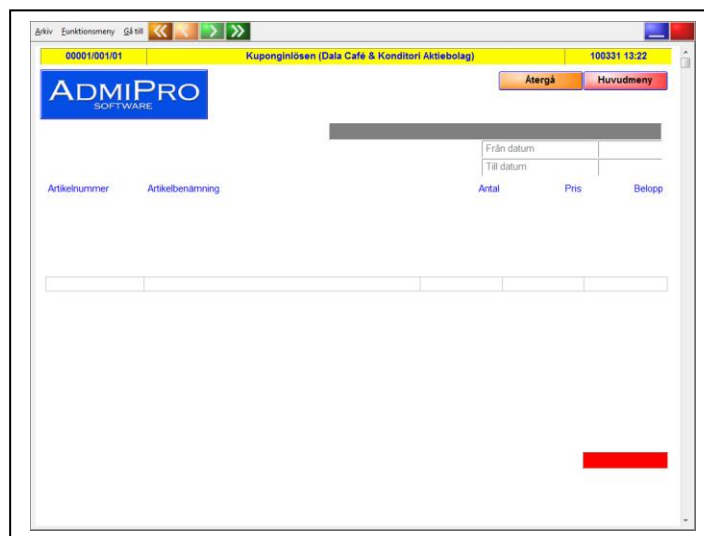 Arkiv Funktionsmeny Gå till
00001/001/01 Kuponginlösen (Dala Café & Konditori Aktiebolag) 100331 13:22
Återgå Huvudmeny
ADMIPRO
SOFTWARE
Från datum
Till datum
Artikelnummer Artikelbenämning Antal Pris Belopp